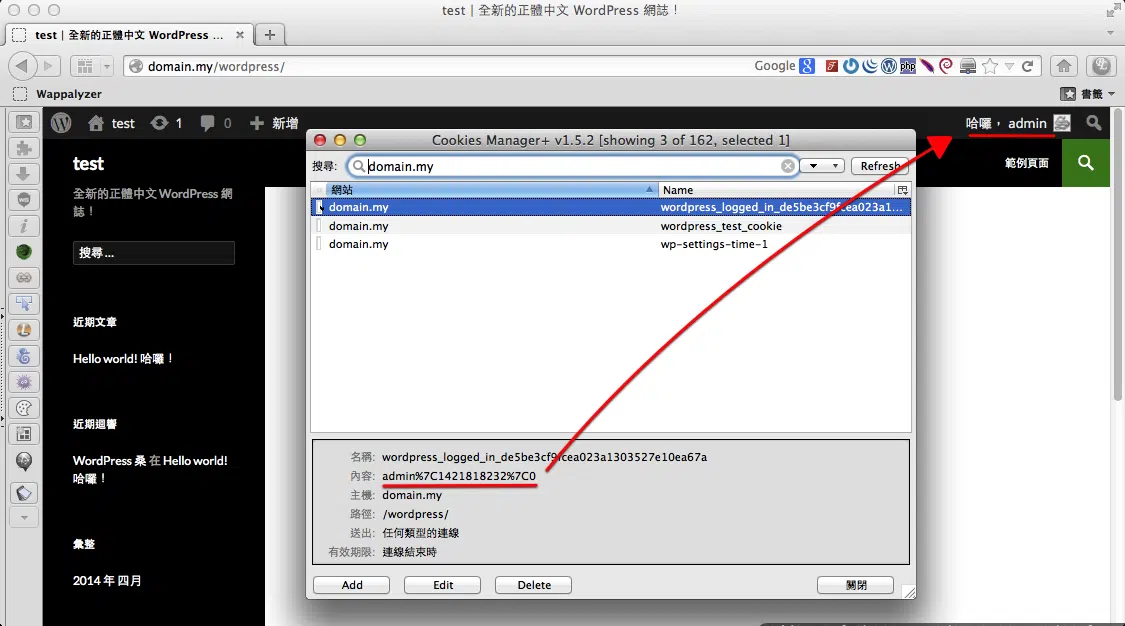 test | 全新的正體中文 WordPress 網誌！
test | 全新的正體中文 WordPress ...
domain.my/wordpress/
Google
php
Wappalyzer
書籤
test
1
0
新增
哈囉， admin
test
全新的正體中文 WordPress 網
誌！
搜尋 ...
近期文章
Hello world! 哈囉！
近期迴響
WordPress 桑 在 Hello world!
哈囉！
彙整
2014 年 四月
範例頁面
Cookies Manager+ v1.5.2 [showing 3 of 162, selected 1]
搜尋: domain.my
Refresh
網站 Name
domain.my wordpress_logged_in_de5be3cf9fcea023a1...
domain.my wordpress_test_cookie
domain.my wp-settings-time-1
名稱: wordpress_logged_in_de5be3cf9fcea023a1303527e10ea67a
內容: admin%7C1421818232%7C0
主機: domain.my
路徑: /wordpress/
送出: 任何類型的連線
有效期限: 連線結束時
Add Edit Delete 關閉